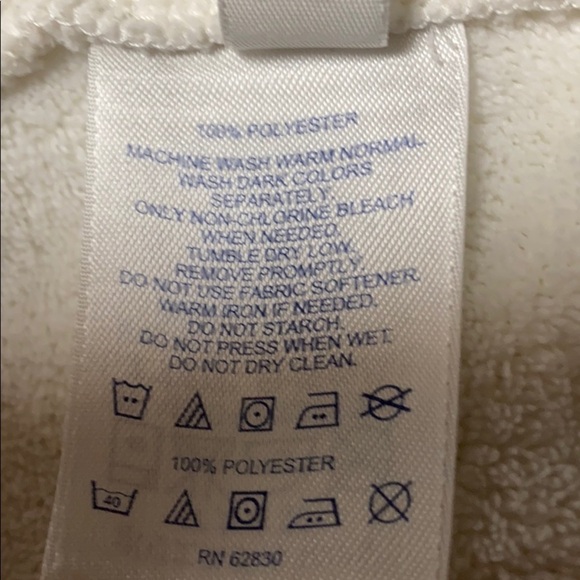 100% POLYESTER
MACHINE WASH WARM NORMAL
WASH DARK COLORS
SEPARATELY
ONLY NON-CHLORINE BLEACH
WHEN NEEDED.
TUMBLE DRY LOW.
REMOVE PROMPTLY
DO NOT USE FABRIC SOFTENER.
WARM IRON IF NEEDED.
DO NOT STARCH.
DO NOT PRESS WHEN WET.
DO NOT DRY CLEAN.
100% POLYESTER
40
RN 62830